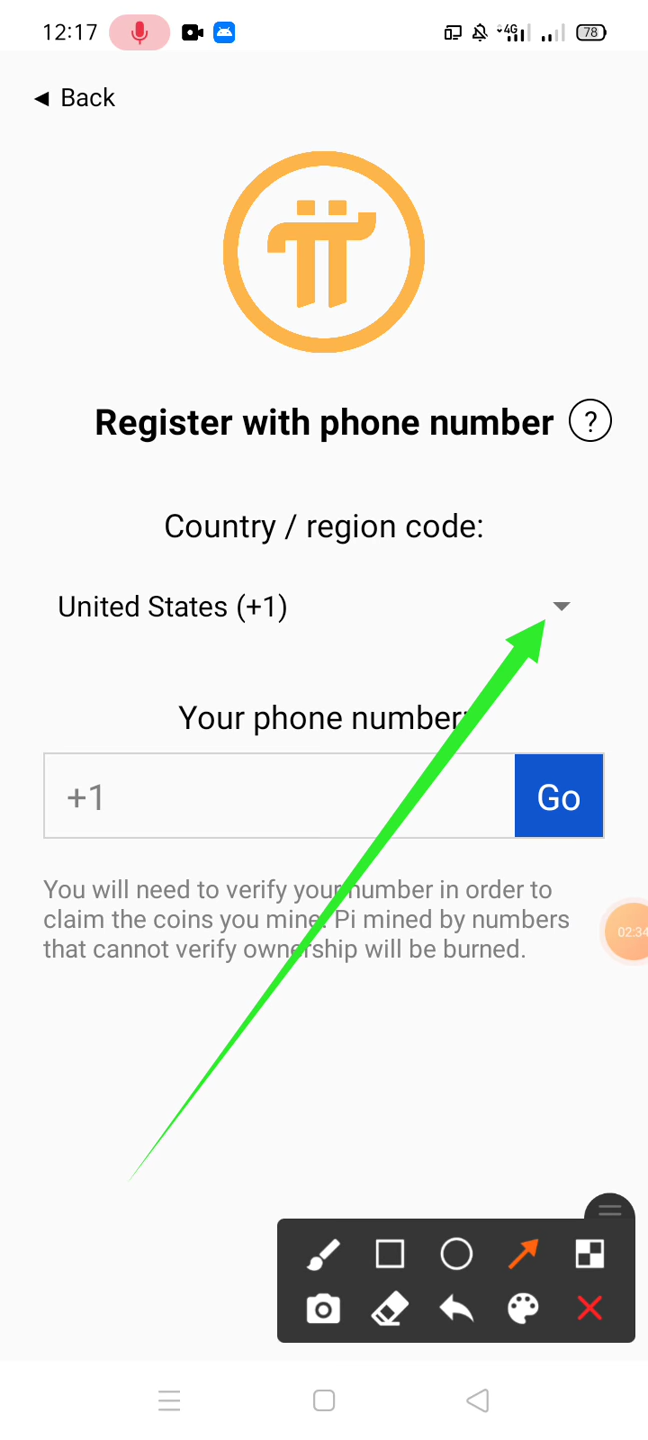 12:17
4G
78
◄ Back
Register with phone number ?
Country / region code:
United States (+1)
Your phone number:
+1
Go
You will need to verify your number in order to
claim the coins you mine. Pi mined by numbers
that cannot verify ownership will be burned.
02:34